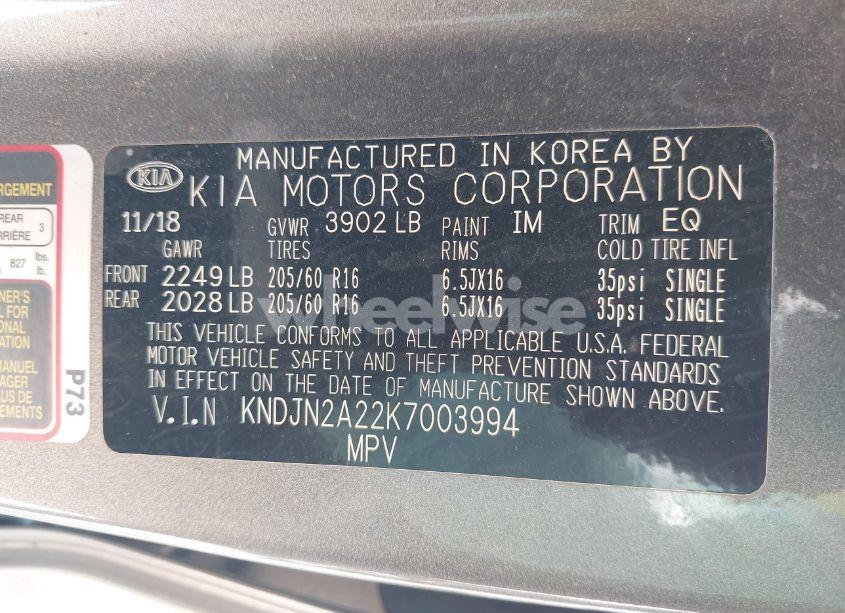 MANUFACTURED IN KOREA BY
KIA KIA MOTORS CORPORATION
11/18 GVWR 3902 LB PAINT IM TRIM EQ
GAWR TIRES RIMS COLD TIRE INFL
FRONT 2249 LB 205/60 R16 6.5JX16 35psi SINGLE
REAR 2028 LB 205/60 R16 6.5JX16 35psi SINGLE
THIS VEHICLE CONFORMS TO ALL APPLICABLE U.S.A. FEDERAL
MOTOR VEHICLE SAFETY AND THEFT PREVENTION STANDARDS
IN EFFECT ON THE DATE OF MANUFACTURE SHOWN ABOVE.
V.I.N KNDJN2A22K7003994
MPV
wheelwise
REAR
3
827 lbs.
lb.
P73